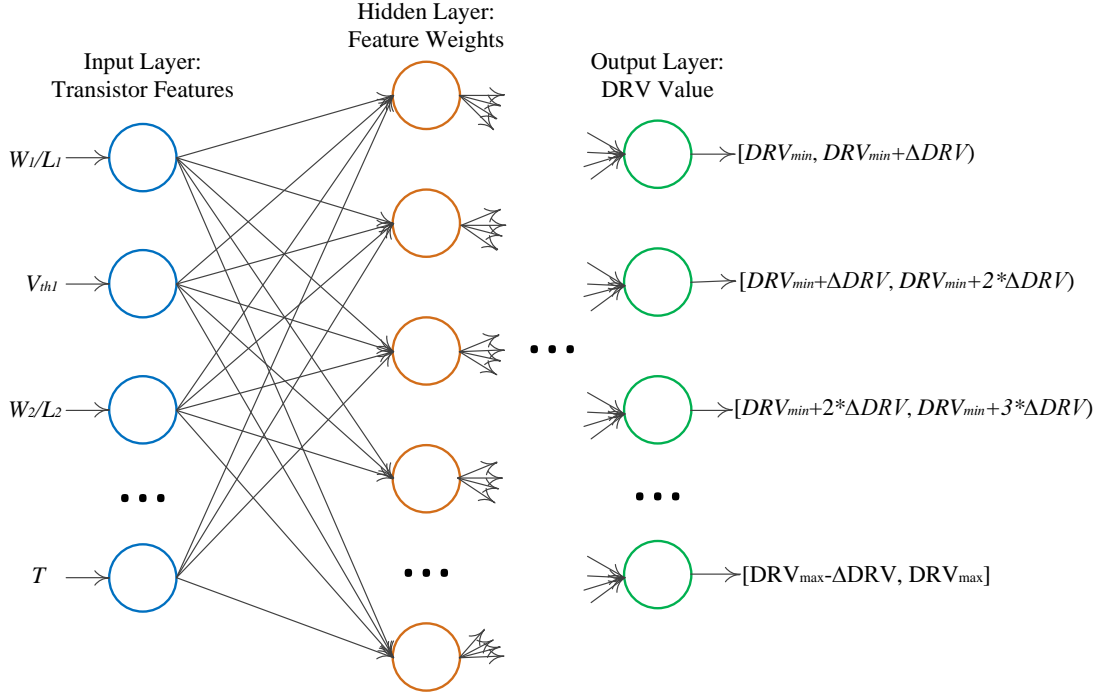 Hidden Layer:
Feature Weights
Input Layer:
Transistor Features
Output Layer:
DRV Value
W1/L1
[DRVmin, DRVmin+ΔDRV)
Vth1
[DRVmin+ΔDRV, DRVmin+2*ΔDRV)
W2/L2
[DRVmin+2*ΔDRV, DRVmin+3*ΔDRV)
T
[DRVmax-ΔDRV, DRVmax]